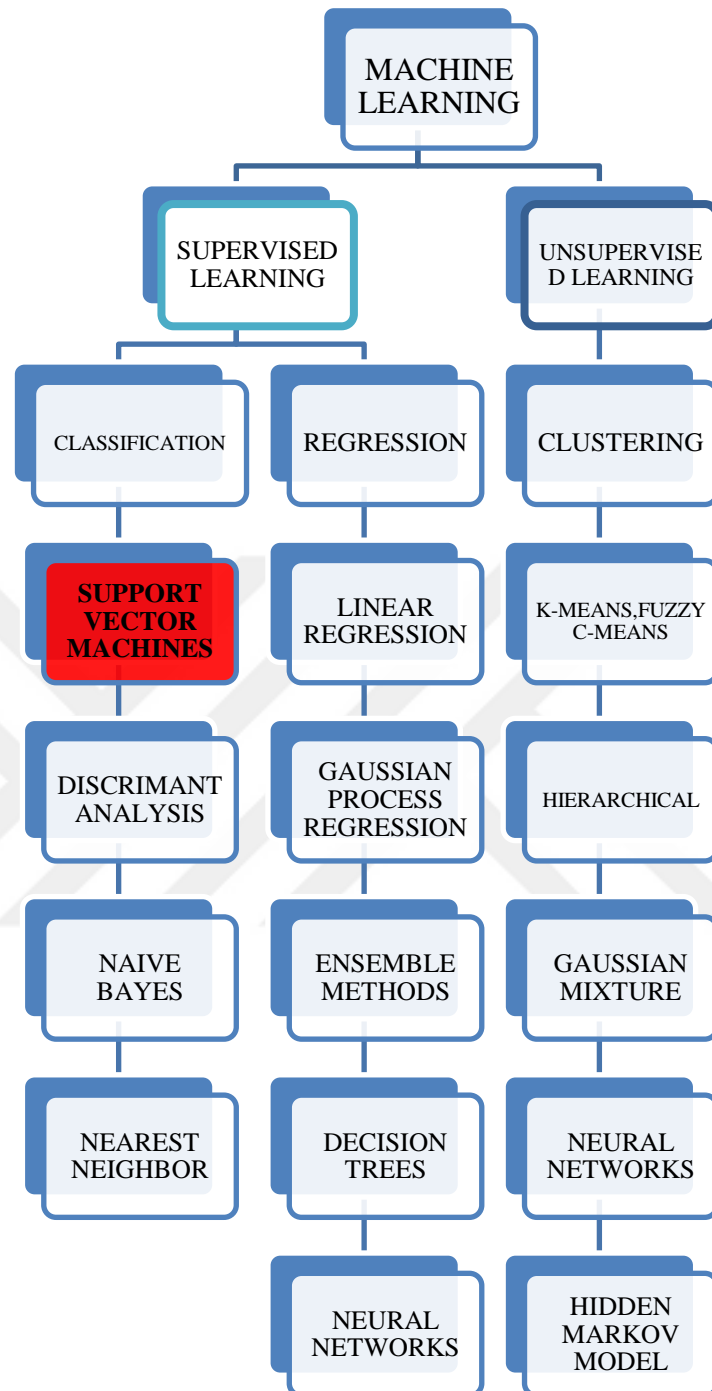 MACHINE
LEARNING
SUPERVISED
LEARNING
UNSUPERVISE
D LEARNING
CLASSIFICATION
REGRESSION
CLUSTERING
SUPPORT
VECTOR
MACHINES
LINEAR
REGRESSION
K-MEANS,FUZZY
C-MEANS
DISCRIMANT
ANALYSIS
GAUSSIAN
PROCESS
REGRESSION
HIERARCHICAL
NAIVE
BAYES
ENSEMBLE
METHODS
GAUSSIAN
MIXTURE
NEAREST
NEIGHBOR
DECISION
TREES
NEURAL
NETWORKS
NEURAL
NETWORKS
HIDDEN
MARKOV
MODEL